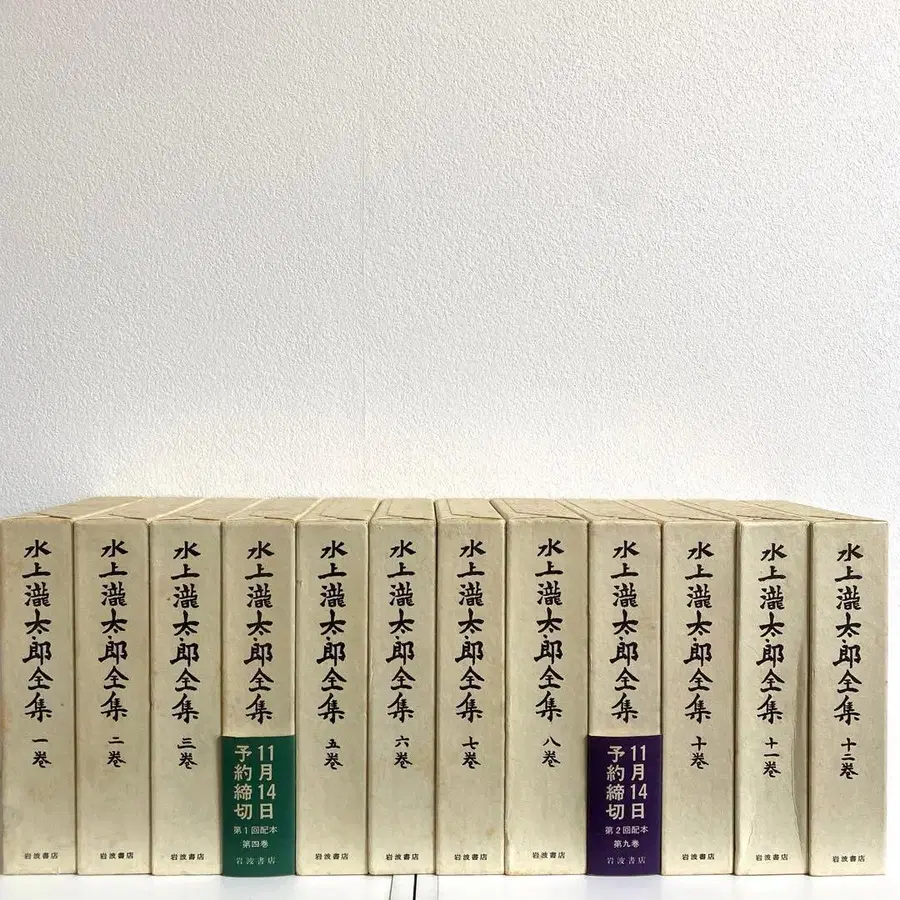 水上瀧太郎全集 一巻
岩波書店
水上瀧太郎全集 二巻
岩波書店
水上瀧太郎全集 三巻
岩波書店
水上瀧太郎全集
11月14日
予約締切
第1回配本
第四巻
岩波書店
水上瀧太郎全集 五巻
岩波書店
水上瀧太郎全集 六巻
岩波書店
水上瀧太郎全集 七巻
岩波書店
水上瀧太郎全集 八巻
岩波書店
水上瀧太郎全集
11月14日
予約締切
第2回配本
第九巻
岩波書店
水上瀧太郎全集 十巻
岩波書店
水上瀧太郎全集 十一巻
岩波書店
水上瀧太郎全集 十二巻
岩波書店